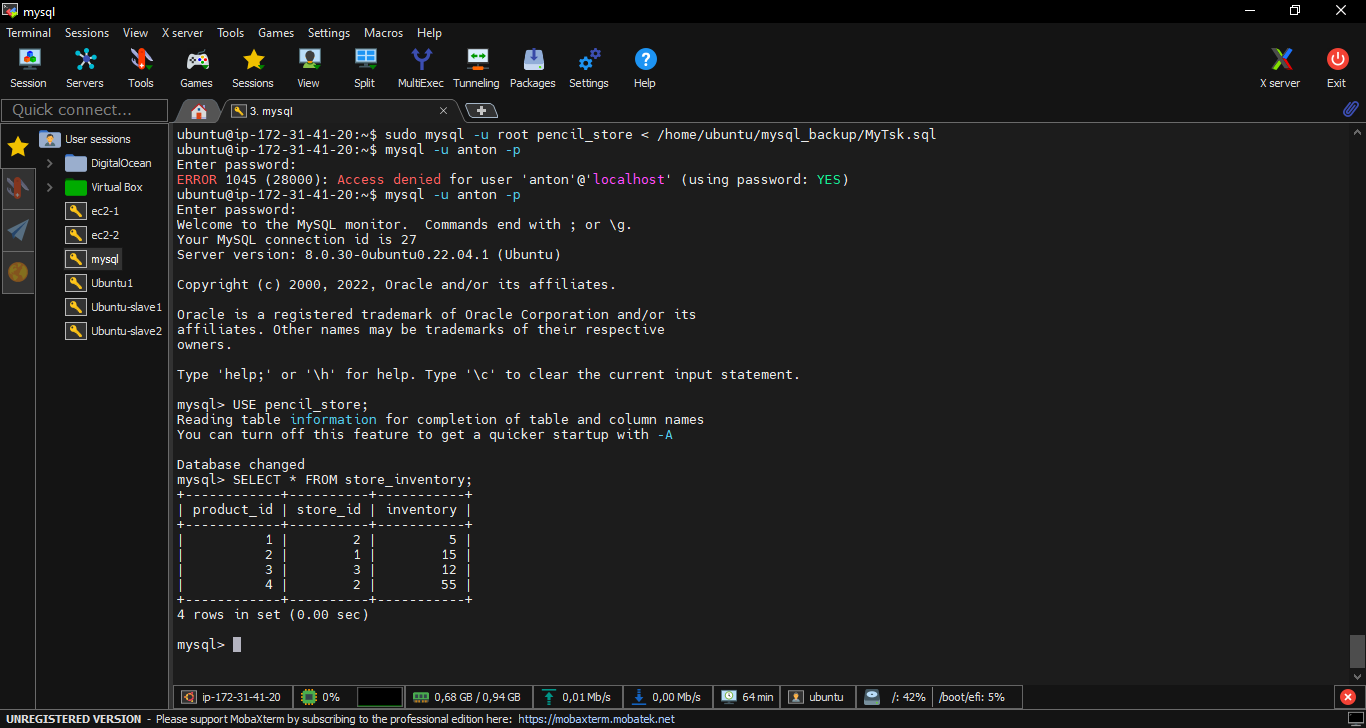 mysql
Terminal Sessions View X server Tools Games Settings Macros Help
Session Servers Tools Games Sessions View Split MultiExec Tunneling Packages Settings Help X server Exit
Quick connect...
3. mysql
User sessions
DigitalOcean
Virtual Box
ec2-1
ec2-2
mysql
Ubuntu1
Ubuntu-slave1
Ubuntu-slave2
ubuntu@ip-172-31-41-20:~$ sudo mysql -u root pencil_store < /home/ubuntu/mysql_backup/MyTsk.sql
ubuntu@ip-172-31-41-20:~$ mysql -u anton -p
Enter password:
ERROR 1045 (28000): Access denied for user 'anton'@'localhost' (using password: YES)
ubuntu@ip-172-31-41-20:~$ mysql -u anton -p
Enter password:
Welcome to the MySQL monitor.  Commands end with ; or \g.
Your MySQL connection id is 27
Server version: 8.0.30-0ubuntu0.22.04.1 (Ubuntu)
Copyright (c) 2000, 2022, Oracle and/or its affiliates.
Oracle is a registered trademark of Oracle Corporation and/or its
affiliates. Other names may be trademarks of their respective
owners.
Type 'help;' or '\h' for help. Type '\c' to clear the current input statement.
mysql> USE pencil_store;
Reading table information for completion of table and column names
You can turn off this feature to get a quicker startup with -A
Database changed
mysql> SELECT * FROM store_inventory;
+------------+----------+-----------+
| product_id | store_id | inventory |
+------------+----------+-----------+
|          1 |        2 |         5 |
|          2 |        1 |        15 |
|          3 |        3 |        12 |
|          4 |        2 |        55 |
+------------+----------+-----------+
4 rows in set (0.00 sec)
mysql>
ip-172-31-41-20 0% 0,68 GB / 0,94 GB 0,01 Mb/s 0,00 Mb/s 64 min ubuntu /: 42% /boot/efi: 5%
UNREGISTERED VERSION - Please support MobaXterm by subscribing to the professional edition here: https://mobaxterm.mobatek.net